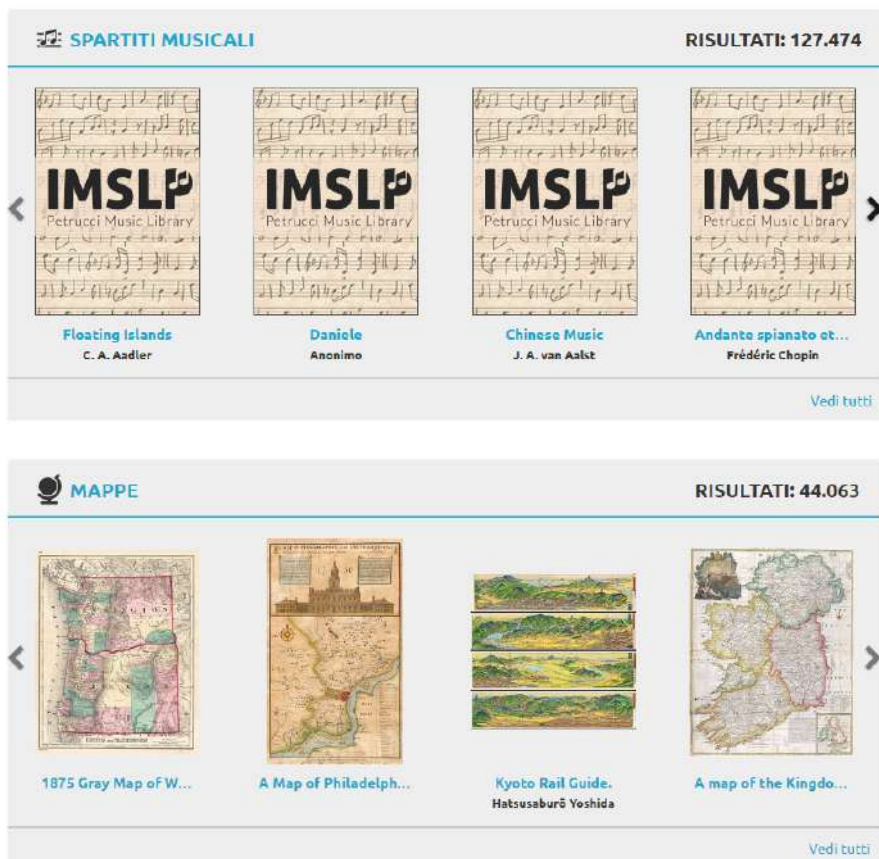 SPARTITI MUSICALI RISULTATI: 127.474
IMSLP IMSLP IMSLP IMSLP
Petrucci Music Library Petrucci Music Library Petrucci Music Library Petrucci Music Library
Floating Islands Daniele Chinese Music Andante spianato et...
C. A. Aadler Anonimo J. A. van Aalst Frédéric Chopin
Vedi tutti
MAPPE RISULTATI: 44.063
1875 Gray Map of W... A Map of Philadelph... Kyoto Rail Guide. A map of the Kingdo...
Hatsusaburō Yoshida
Vedi tutti